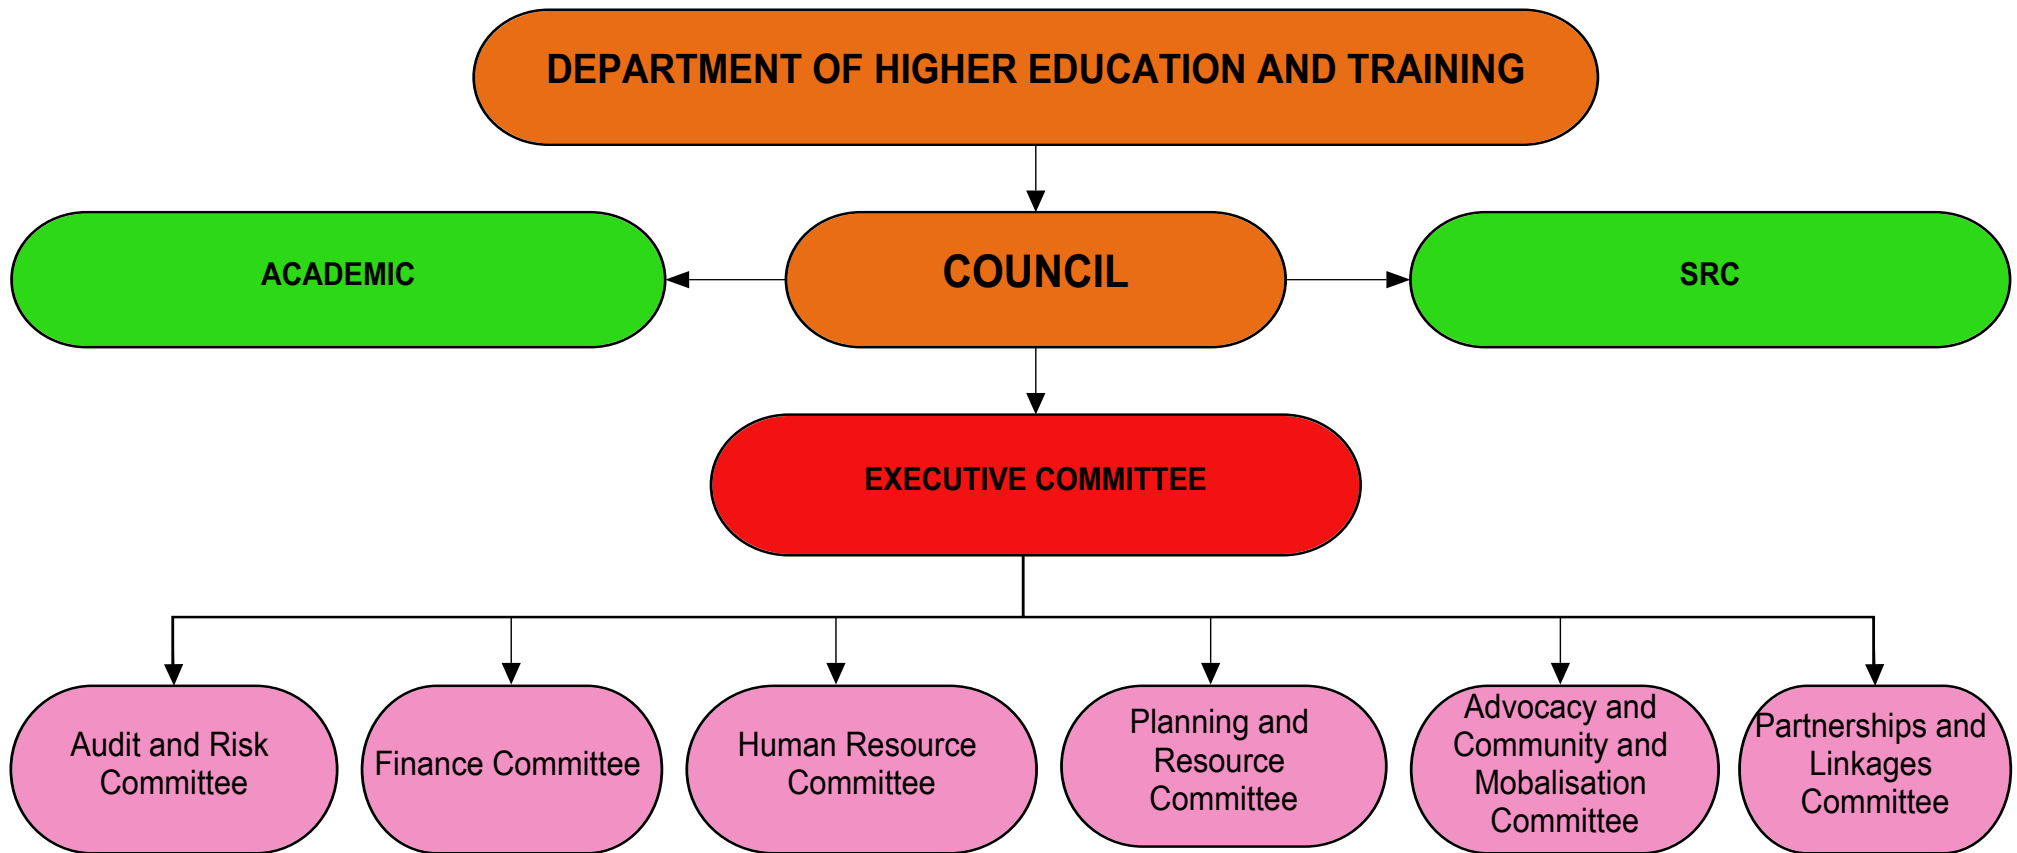 DEPARTMENT OF HIGHER EDUCATION AND TRAINING
ACADEMIC
COUNCIL
SRC
EXECUTIVE COMMITTEE
Audit and Risk
Committee
Finance Committee
Human Resource
Committee
Planning and
Resource
Committee
Advocacy and
Community and
Mobalisation
Committee
Partnerships and
Linkages
Committee